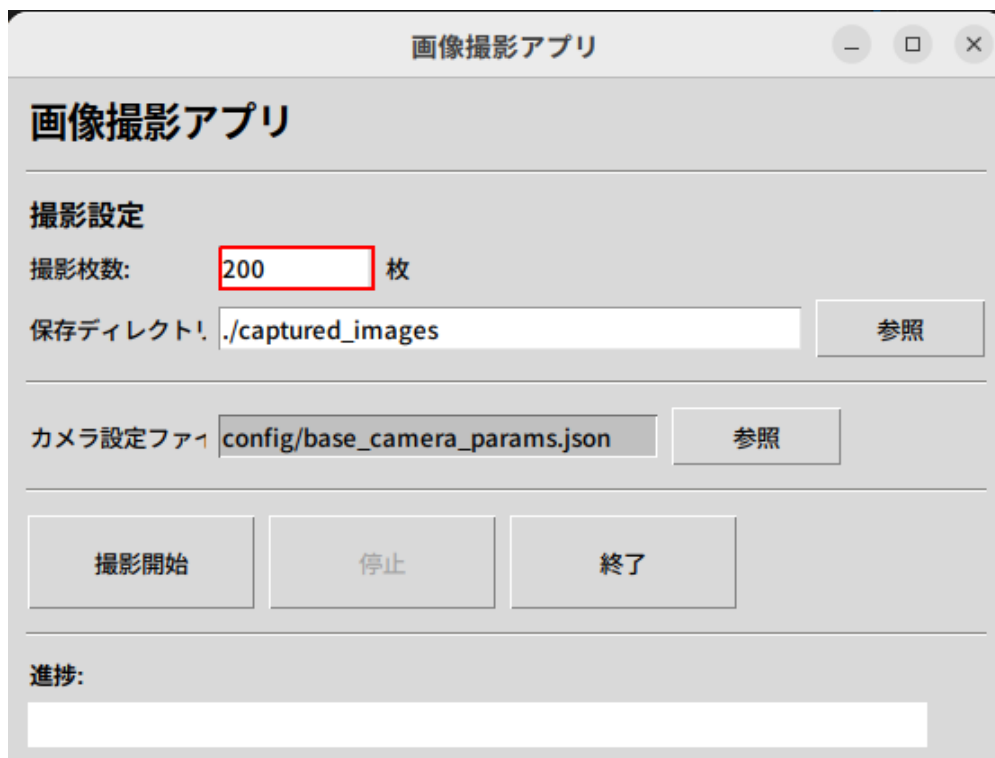 画像撮影アプリ
画像撮影アプリ
撮影設定
撮影枚数: 200 枚
保存ディレクトリ ./captured_images 参照
カメラ設定ファイ config/base_camera_params.json 参照
撮影開始 停止 終了
進捗: